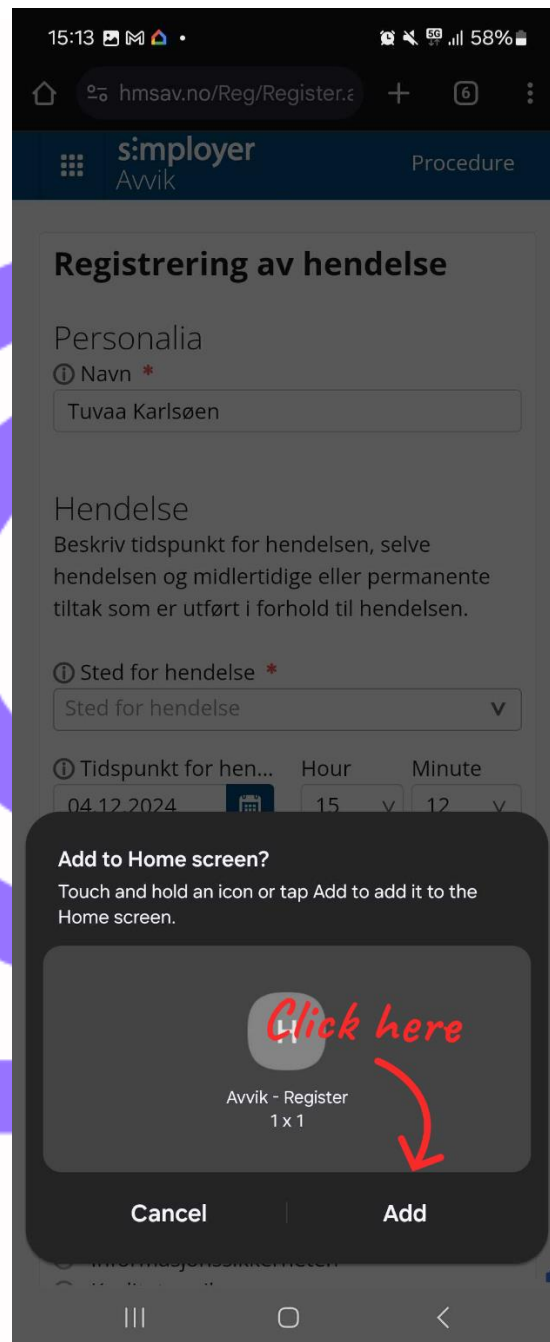 15:13
5G
58%
hmsav.no/Reg/Register.a
6
s:mployer
Avvik
Procedure
Registrering av hendelse
Personalia
Navn *
Tuvaa Karlsøen
Hendelse
Beskriv tidspunkt for hendelsen, selve
hendelsen og midlertidige eller permanente
tiltak som er utført i forhold til hendelsen.
Sted for hendelse *
Sted for hendelse
Tidspunkt for hen... Hour Minute
04.12.2024 15 12
Add to Home screen?
Touch and hold an icon or tap Add to add it to the
Home screen.
H
Click here
Avvik - Register
1 x 1
Cancel Add
Informasjonssikkerheten